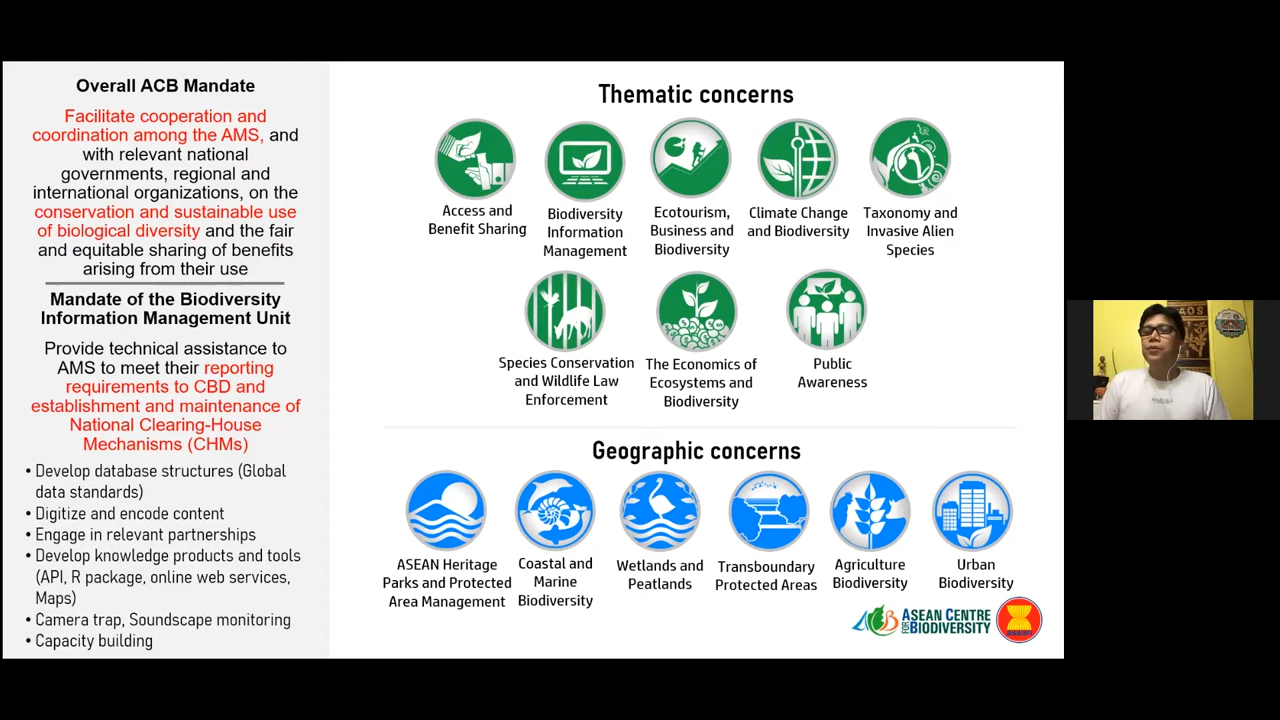 Overall ACB Mandate
Facilitate cooperation and
coordination among the AMS, and
with relevant national
governments, regional and
international organizations, on the
conservation and sustainable use
of biological diversity and the fair
and equitable sharing of benefits
arising from their use
Mandate of the Biodiversity
Information Management Unit
Provide technical assistance to
AMS to meet their reporting
requirements to CBD and
establishment and maintenance of
National Clearing-House
Mechanisms (CHMs)
• Develop database structures (Global
data standards)
• Digitize and encode content
• Engage in relevant partnerships
• Develop knowledge products and tools
(API, R package, online web services,
Maps)
• Camera trap, Soundscape monitoring
• Capacity building
Thematic concerns
Access and
Benefit Sharing
Biodiversity
Information
Management
Ecotourism,
Business and
Biodiversity
Climate Change
and Biodiversity
Taxonomy and
Invasive Alien
Species
Species Conservation
and Wildlife Law
Enforcement
The Economics of
Ecosystems and
Biodiversity
Public
Awareness
Geographic concerns
ASEAN Heritage
Parks and Protected
Area Management
Coastal and
Marine
Biodiversity
Wetlands and
Peatlands
Transboundary
Protected Areas
Agriculture
Biodiversity
Urban
Biodiversity
ACB
ASEAN CENTRE
FOR BIODIVERSITY
asean